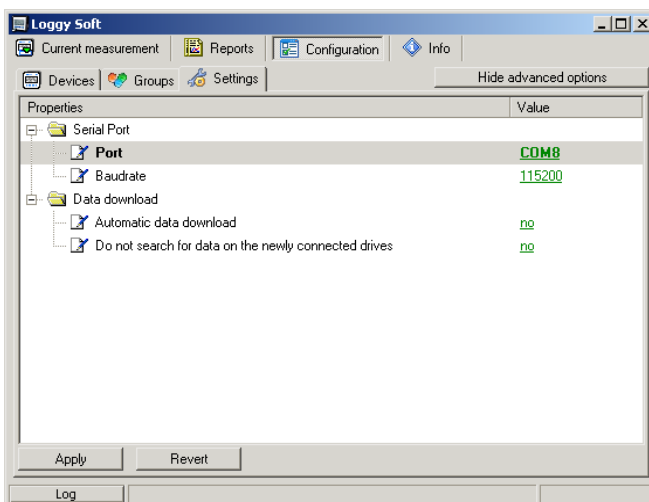 Loggy Soft
Current measurement Reports Configuration Info
Devices Groups Settings Hide advanced options
Properties Value
Serial Port
Port COM8
Baudrate 115200
Data download
Automatic data download no
Do not search for data on the newly connected drives no
Apply Revert
Log